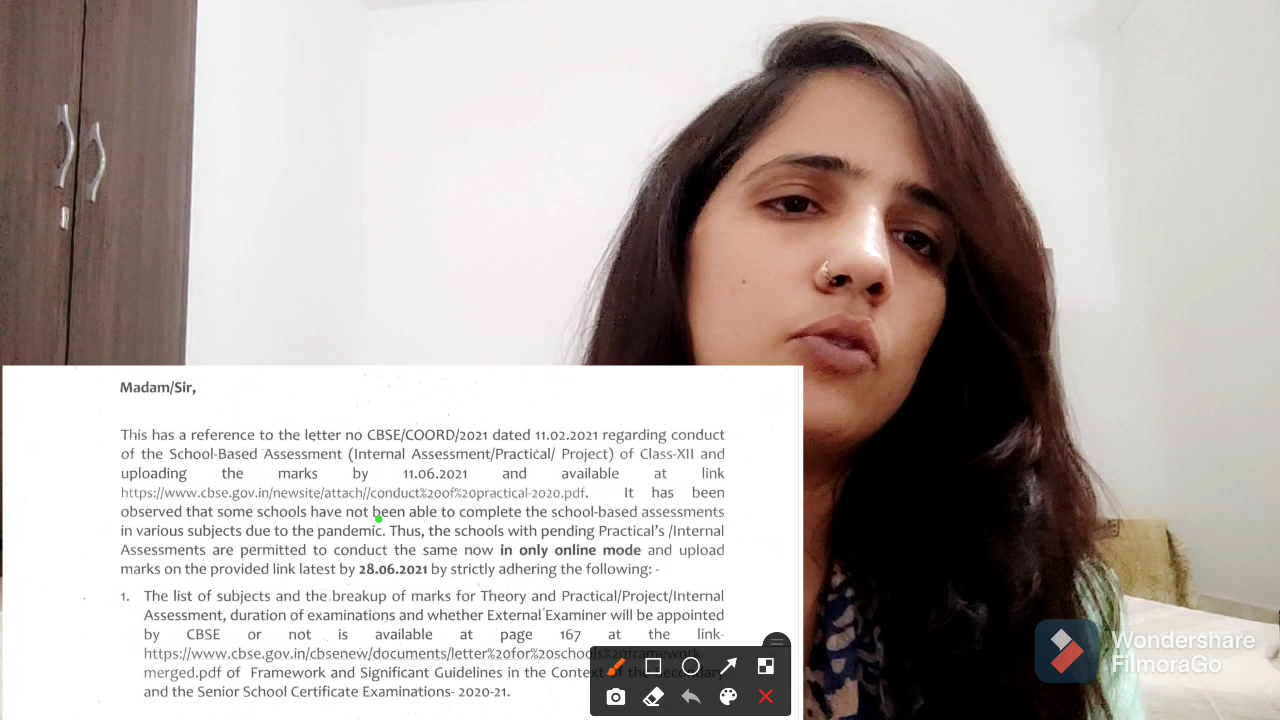 Madam/Sir,
This has a reference to the letter no CBSE/COORD/2021 dated 11.02.2021 regarding conduct
of the School-Based Assessment (Internal Assessment/Practical/ Project) of Class-XII and
uploading the marks by 11.06.2021 and available at link
https://www.cbse.gov.in/newsite/attach//conduct%20of%20practical-2020.pdf. It has been
observed that some schools have not been able to complete the school-based assessments
in various subjects due to the pandemic. Thus, the schools with pending Practical's /Internal
Assessments are permitted to conduct the same now in only online mode and upload
marks on the provided link latest by 28.06.2021 by strictly adhering the following: -
1. The list of subjects and the breakup of marks for Theory and Practical/Project/Internal
Assessment, duration of examinations and whether External Examiner will be appointed
by CBSE or not is available at page 167 at the link-
https://www.cbse.gov.in/cbsenew/documents/letter%20for%20schools%20framework
merged.pdf of Framework and Significant Guidelines in the Context of the Secondary
and the Senior School Certificate Examinations- 2020-21.
Wondershare
FilmoraGo